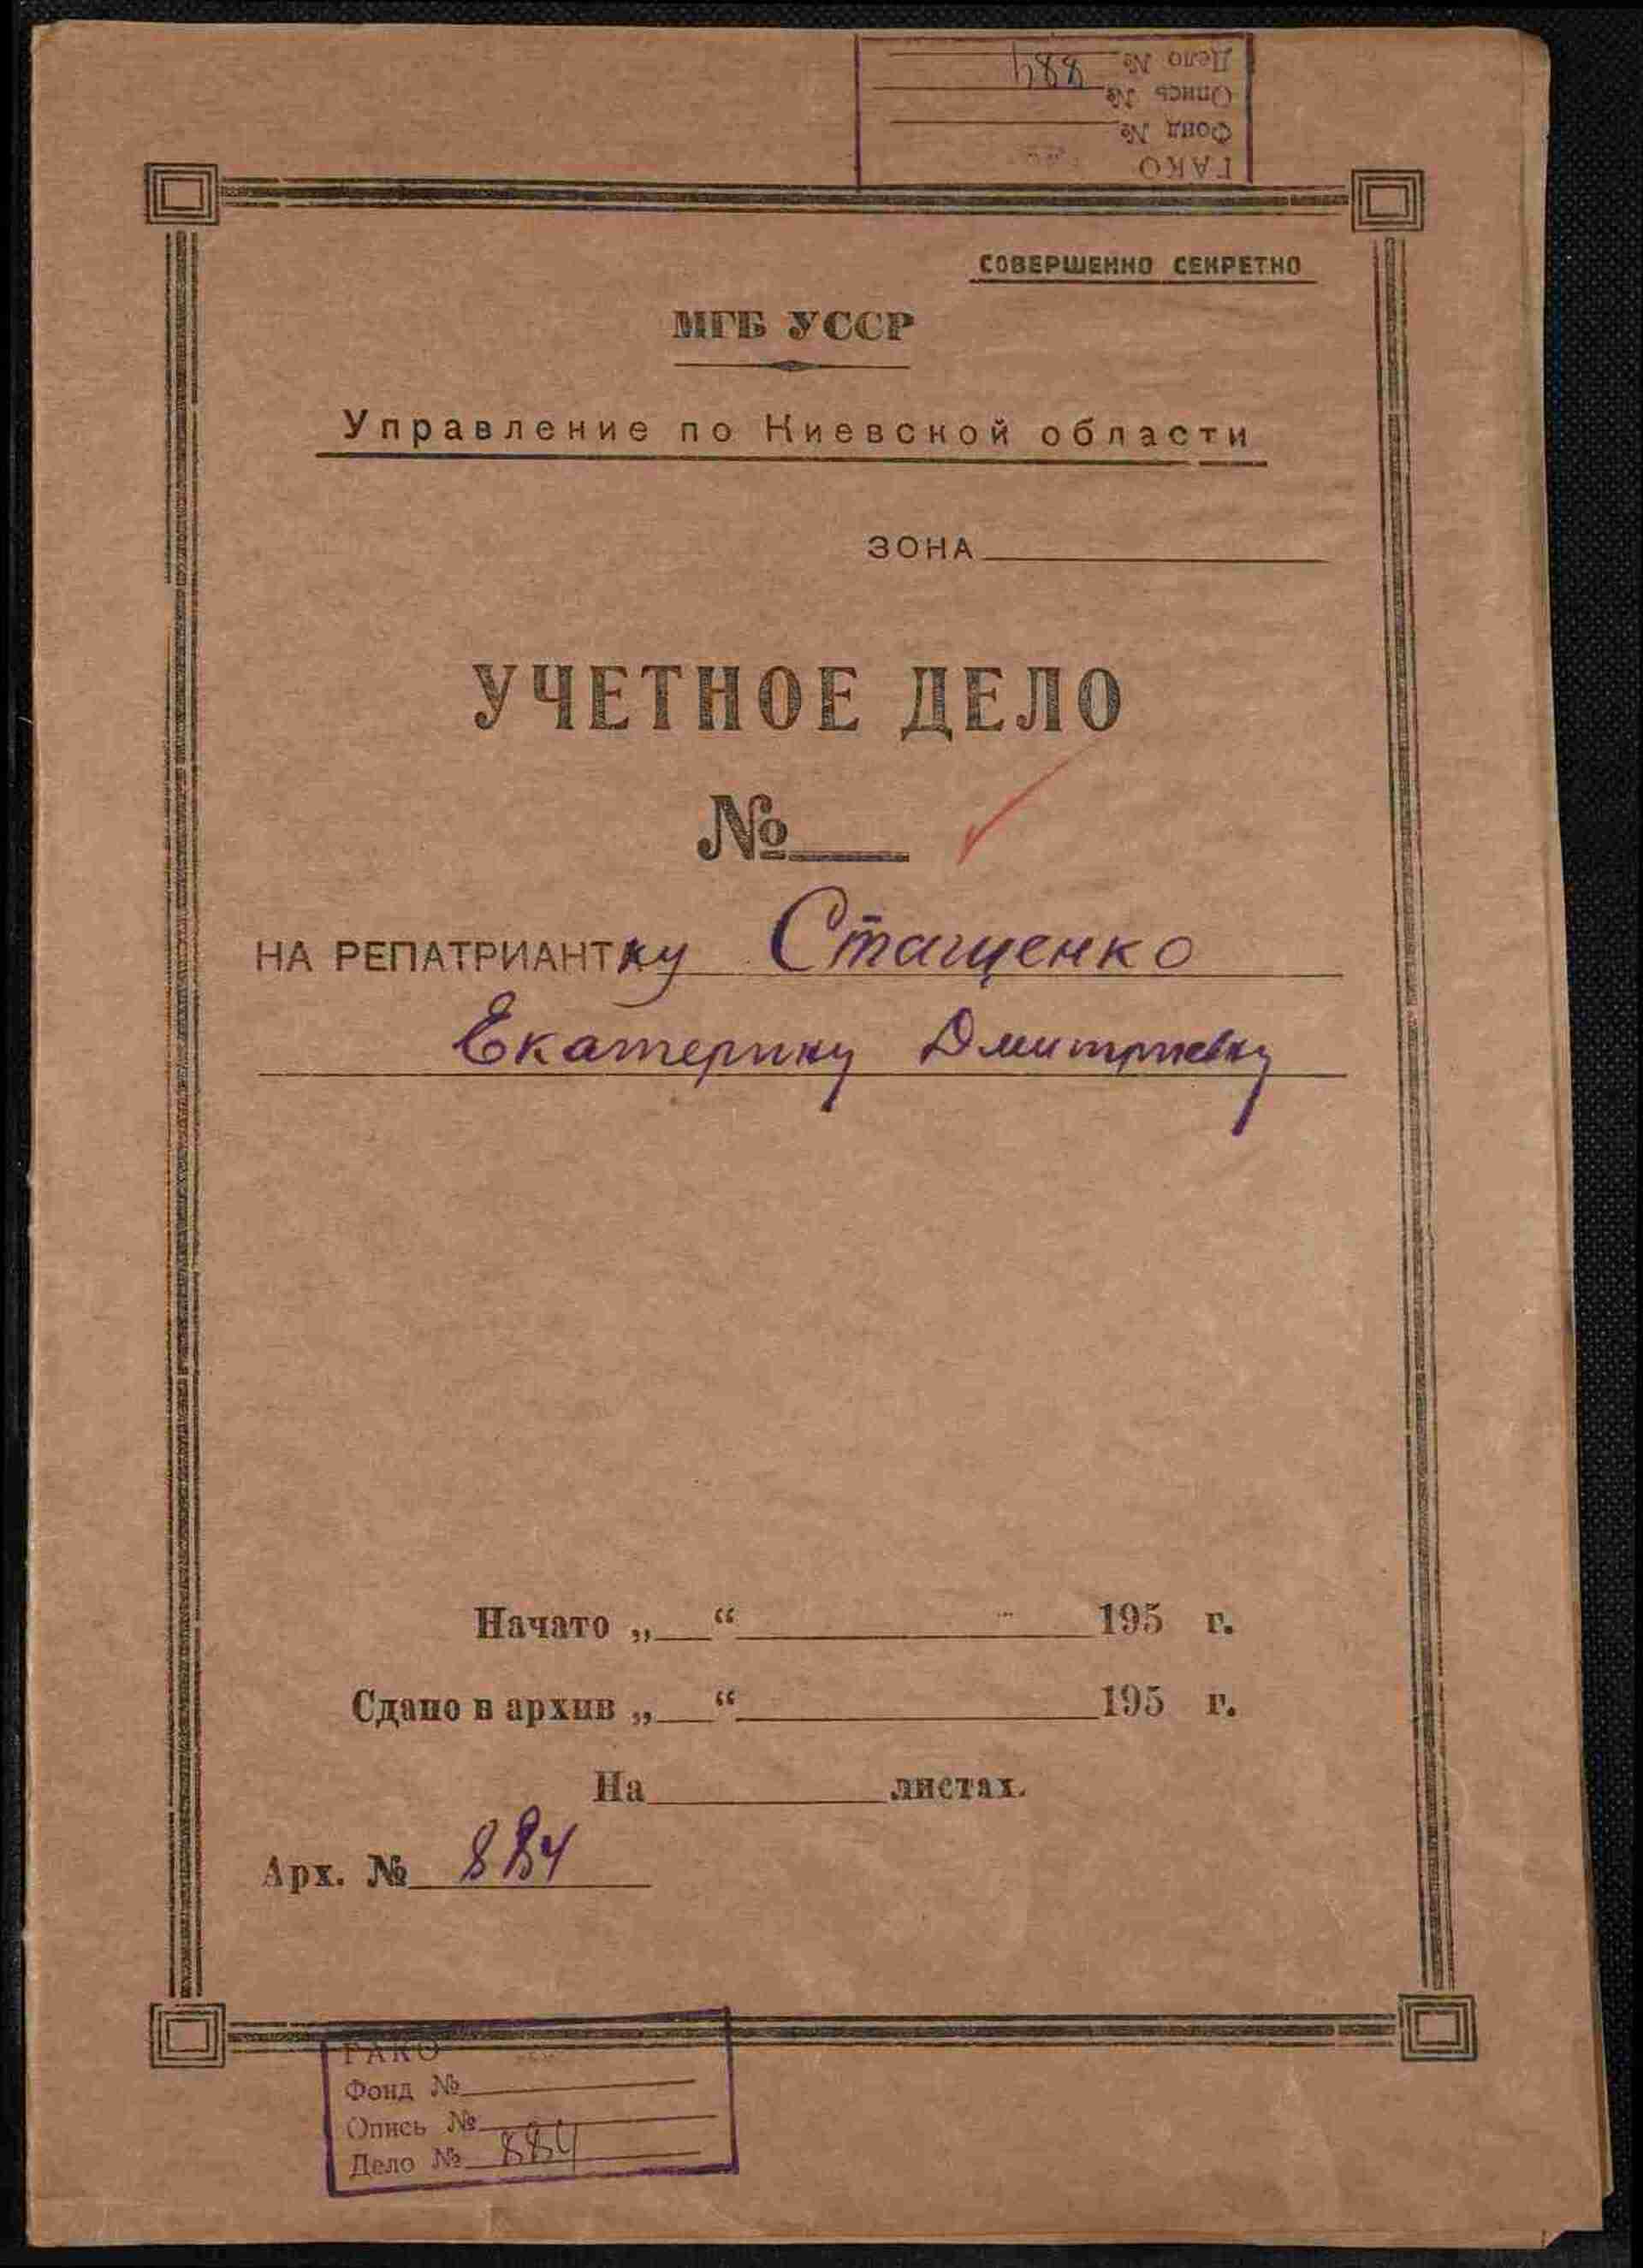 Дело № 884
Опись №
Фонд №
ГАКО
СОВЕРШЕННО СЕКРЕТНО
МГБ УССР
Управление по Киевской области
ЗОНА
УЧЕТНОЕ ДЕЛО
№
НА РЕПАТРИАНТку Стащенко
Екатерину Дмитриевну
Начато „ “ 195 г.
Сдано в архив „ “ 195 г.
На листах.
Арх. № 884
ГАКО
Фонд №
Опись №
Дело № 884